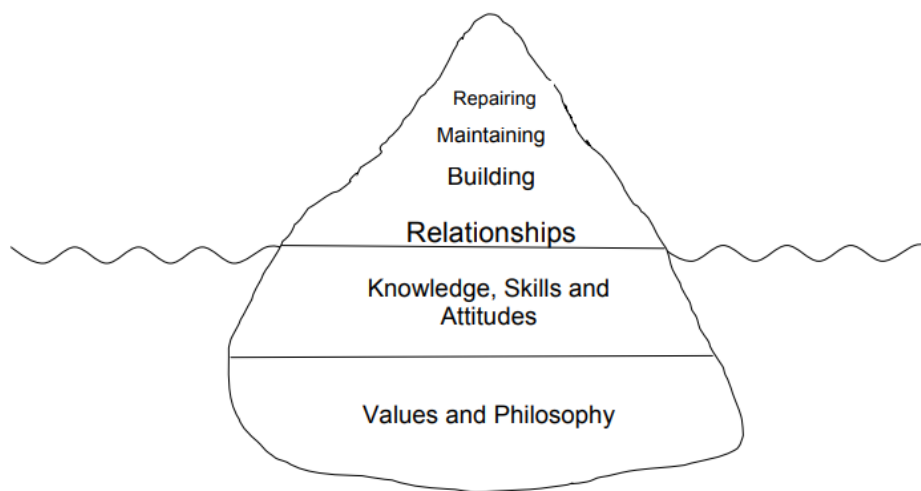 Repairing
Maintaining
Building
Relationships
Knowledge, Skills and
Attitudes
Values and Philosophy